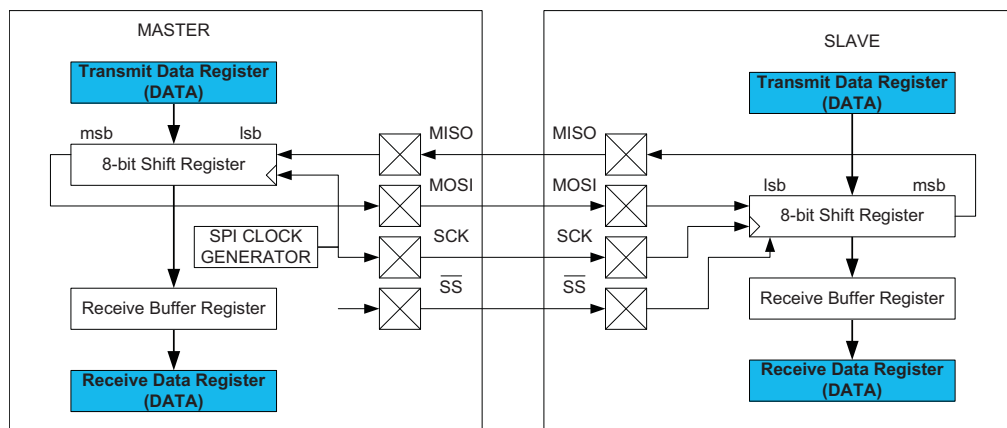 MASTER
Transmit Data Register
(DATA)
msb
lsb
8-bit Shift Register
SPI CLOCK
GENERATOR
Receive Buffer Register
Receive Data Register
(DATA)
MISO
MOSI
SCK
SS
SLAVE
MISO
MOSI
SCK
SS
Transmit Data Register
(DATA)
lsb
msb
8-bit Shift Register
Receive Buffer Register
Receive Data Register
(DATA)